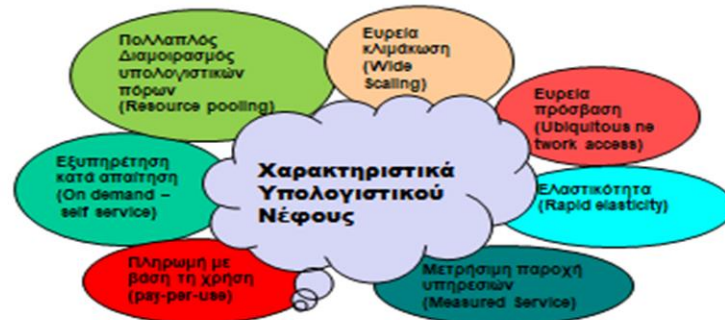 Πολλαπλός
Διαμοιρασμός
υπολογιστικών
πόρων
(Resource pooling)
Ευρεία
κλιμάκωση
(Wide
Scaling)
Ευρεία
πρόσβαση
(Ubiquitous ne
twork access)
Εξυπηρέτηση
κατά απαίτηση
(On demand –
self service)
Χαρακτηριστικά
Υπολογιστικού
Νέφους
Ελαστικότητα
(Rapid elasticity)
Πληρωμή με
βάση τη χρήση
(pay-per-use)
Μετρήσιμη παροχή
υπηρεσιών
(Measured Service)